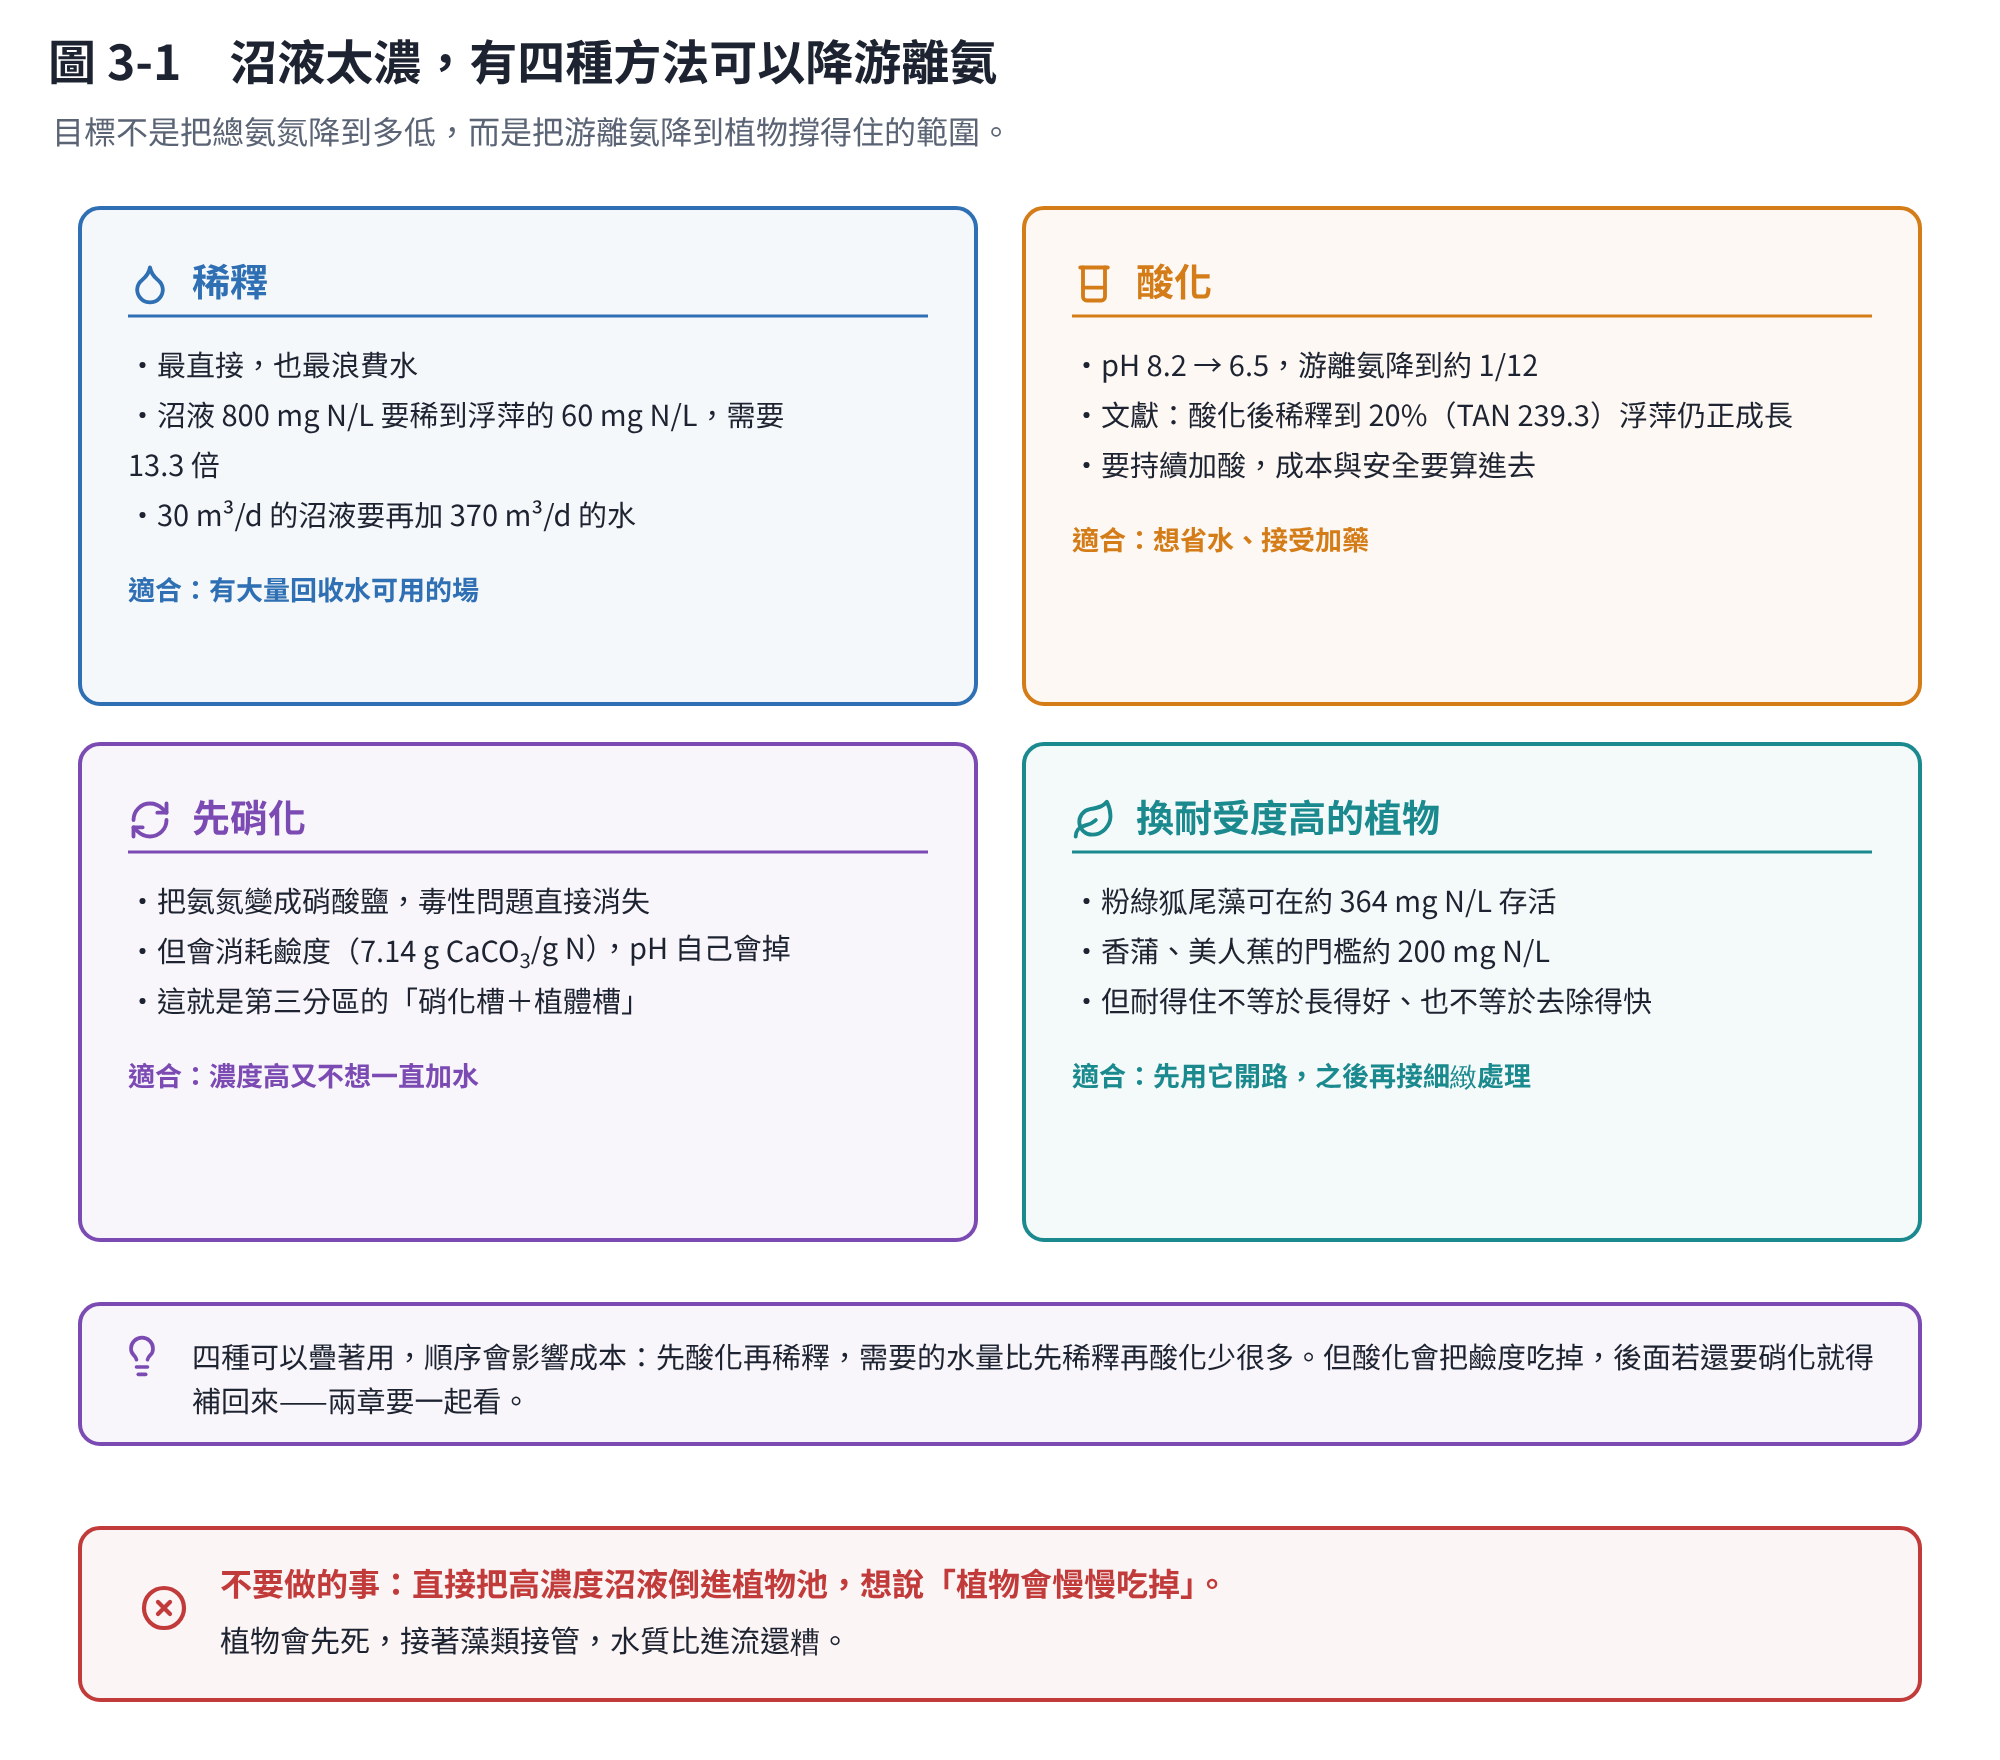 圖 3-1　沼液太濃，有四種方法可以降游離氨
目標不是把總氨氮降到多低，而是把游離氨降到植物撐得住的範圍。
稀釋
・最直接，也最浪費水
・沼液 800 mg N/L 要稀到浮萍的 60 mg N/L，需要
13.3 倍
・30 m³/d 的沼液要再加 370 m³/d 的水
適合：有大量回收水可用的場
酸化
・pH 8.2 → 6.5，游離氨降到約 1/12
・文獻：酸化後稀釋到 20%（TAN 239.3）浮萍仍正成長
・要持續加酸，成本與安全要算進去
適合：想省水、接受加藥
先硝化
・把氨氮變成硝酸鹽，毒性問題直接消失
・但會消耗鹼度（7.14 g CaCO₃/g N），pH 自己會掉
・這就是第三分區的「硝化槽＋植體槽」
適合：濃度高又不想一直加水
換耐受度高的植物
・粉綠狐尾藻可在約 364 mg N/L 存活
・香蒲、美人蕉的門檻約 200 mg N/L
・但耐得住不等於長得好、也不等於去除得快
適合：先用它開路，之後再接細緻處理
四種可以疊著用，順序會影響成本：先酸化再稀釋，需要的水量比先稀釋再酸化少很多。但酸化會把鹼度吃掉，後面若還要硝化就得
補回來——兩章要一起看。
不要做的事：直接把高濃度沼液倒進植物池，想說「植物會慢慢吃掉」。
植物會先死，接著藻類接管，水質比進流還糟。